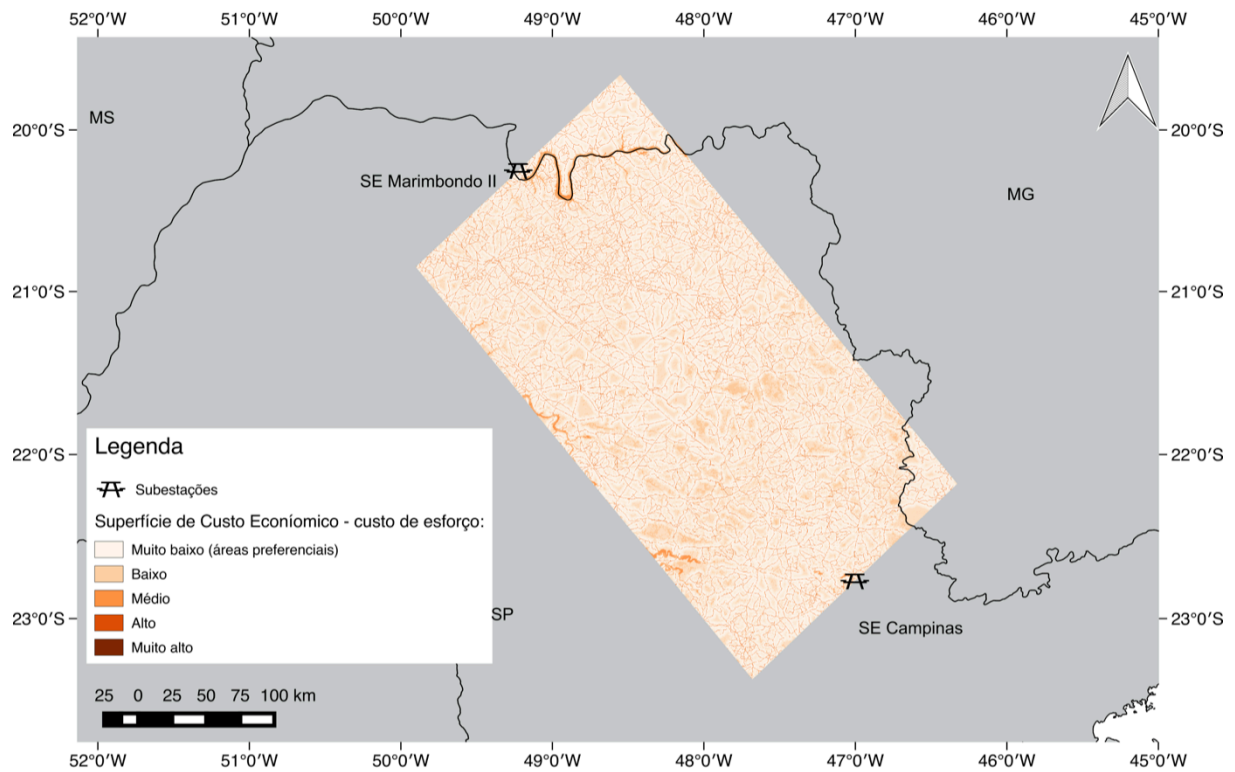 52°0′W 51°0′W 50°0′W 49°0′W 48°0′W 47°0′W 46°0′W 45°0′W
MS
20°0′S 20°0′S
SE Marimbondo II
MG
21°0′S 21°0′S
22°0′S 22°0′S
Legenda
Subestações
Superfície de Custo Econíomico - custo de esforço:
Muito baixo (áreas preferenciais)
Baixo
Médio
Alto
Muito alto
23°0′S 23°0′S
SP
SE Campinas
25 0 25 50 75 100 km
52°0′W 51°0′W 50°0′W 49°0′W 48°0′W 47°0′W 46°0′W 45°0′W